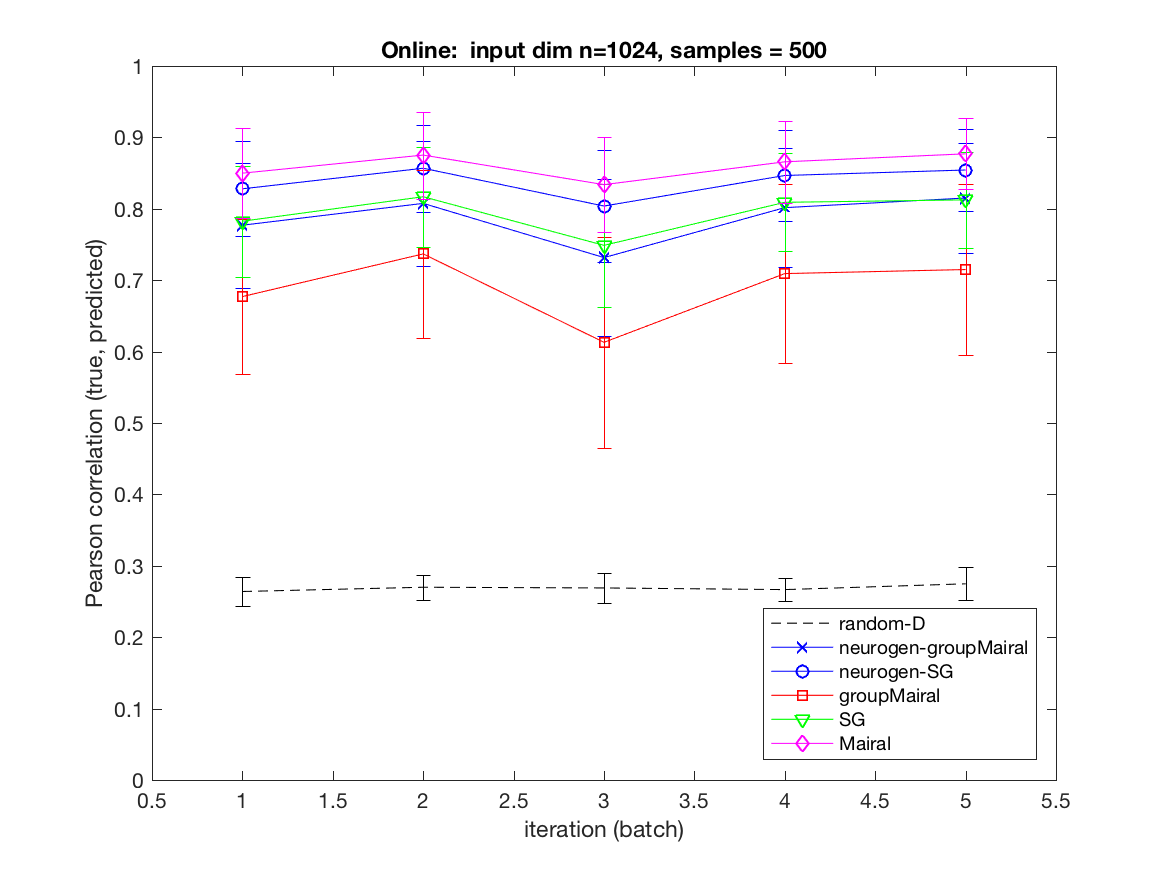 Online:  input dim n=1024, samples = 500
1
0.9
0.8
0.7
0.6
0.5
0.4
0.3
0.2
0.1
0
Pearson correlation (true, predicted)
random-D
neurogen-groupMairal
neurogen-SG
groupMairal
SG
Mairal
0.5 1 1.5 2 2.5 3 3.5 4 4.5 5 5.5
iteration (batch)